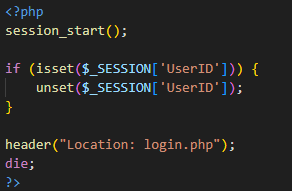 <?php
session_start();
if (isset($_SESSION['UserID'])) {
    unset($_SESSION['UserID']);
}
header("Location: login.php");
die;
?>